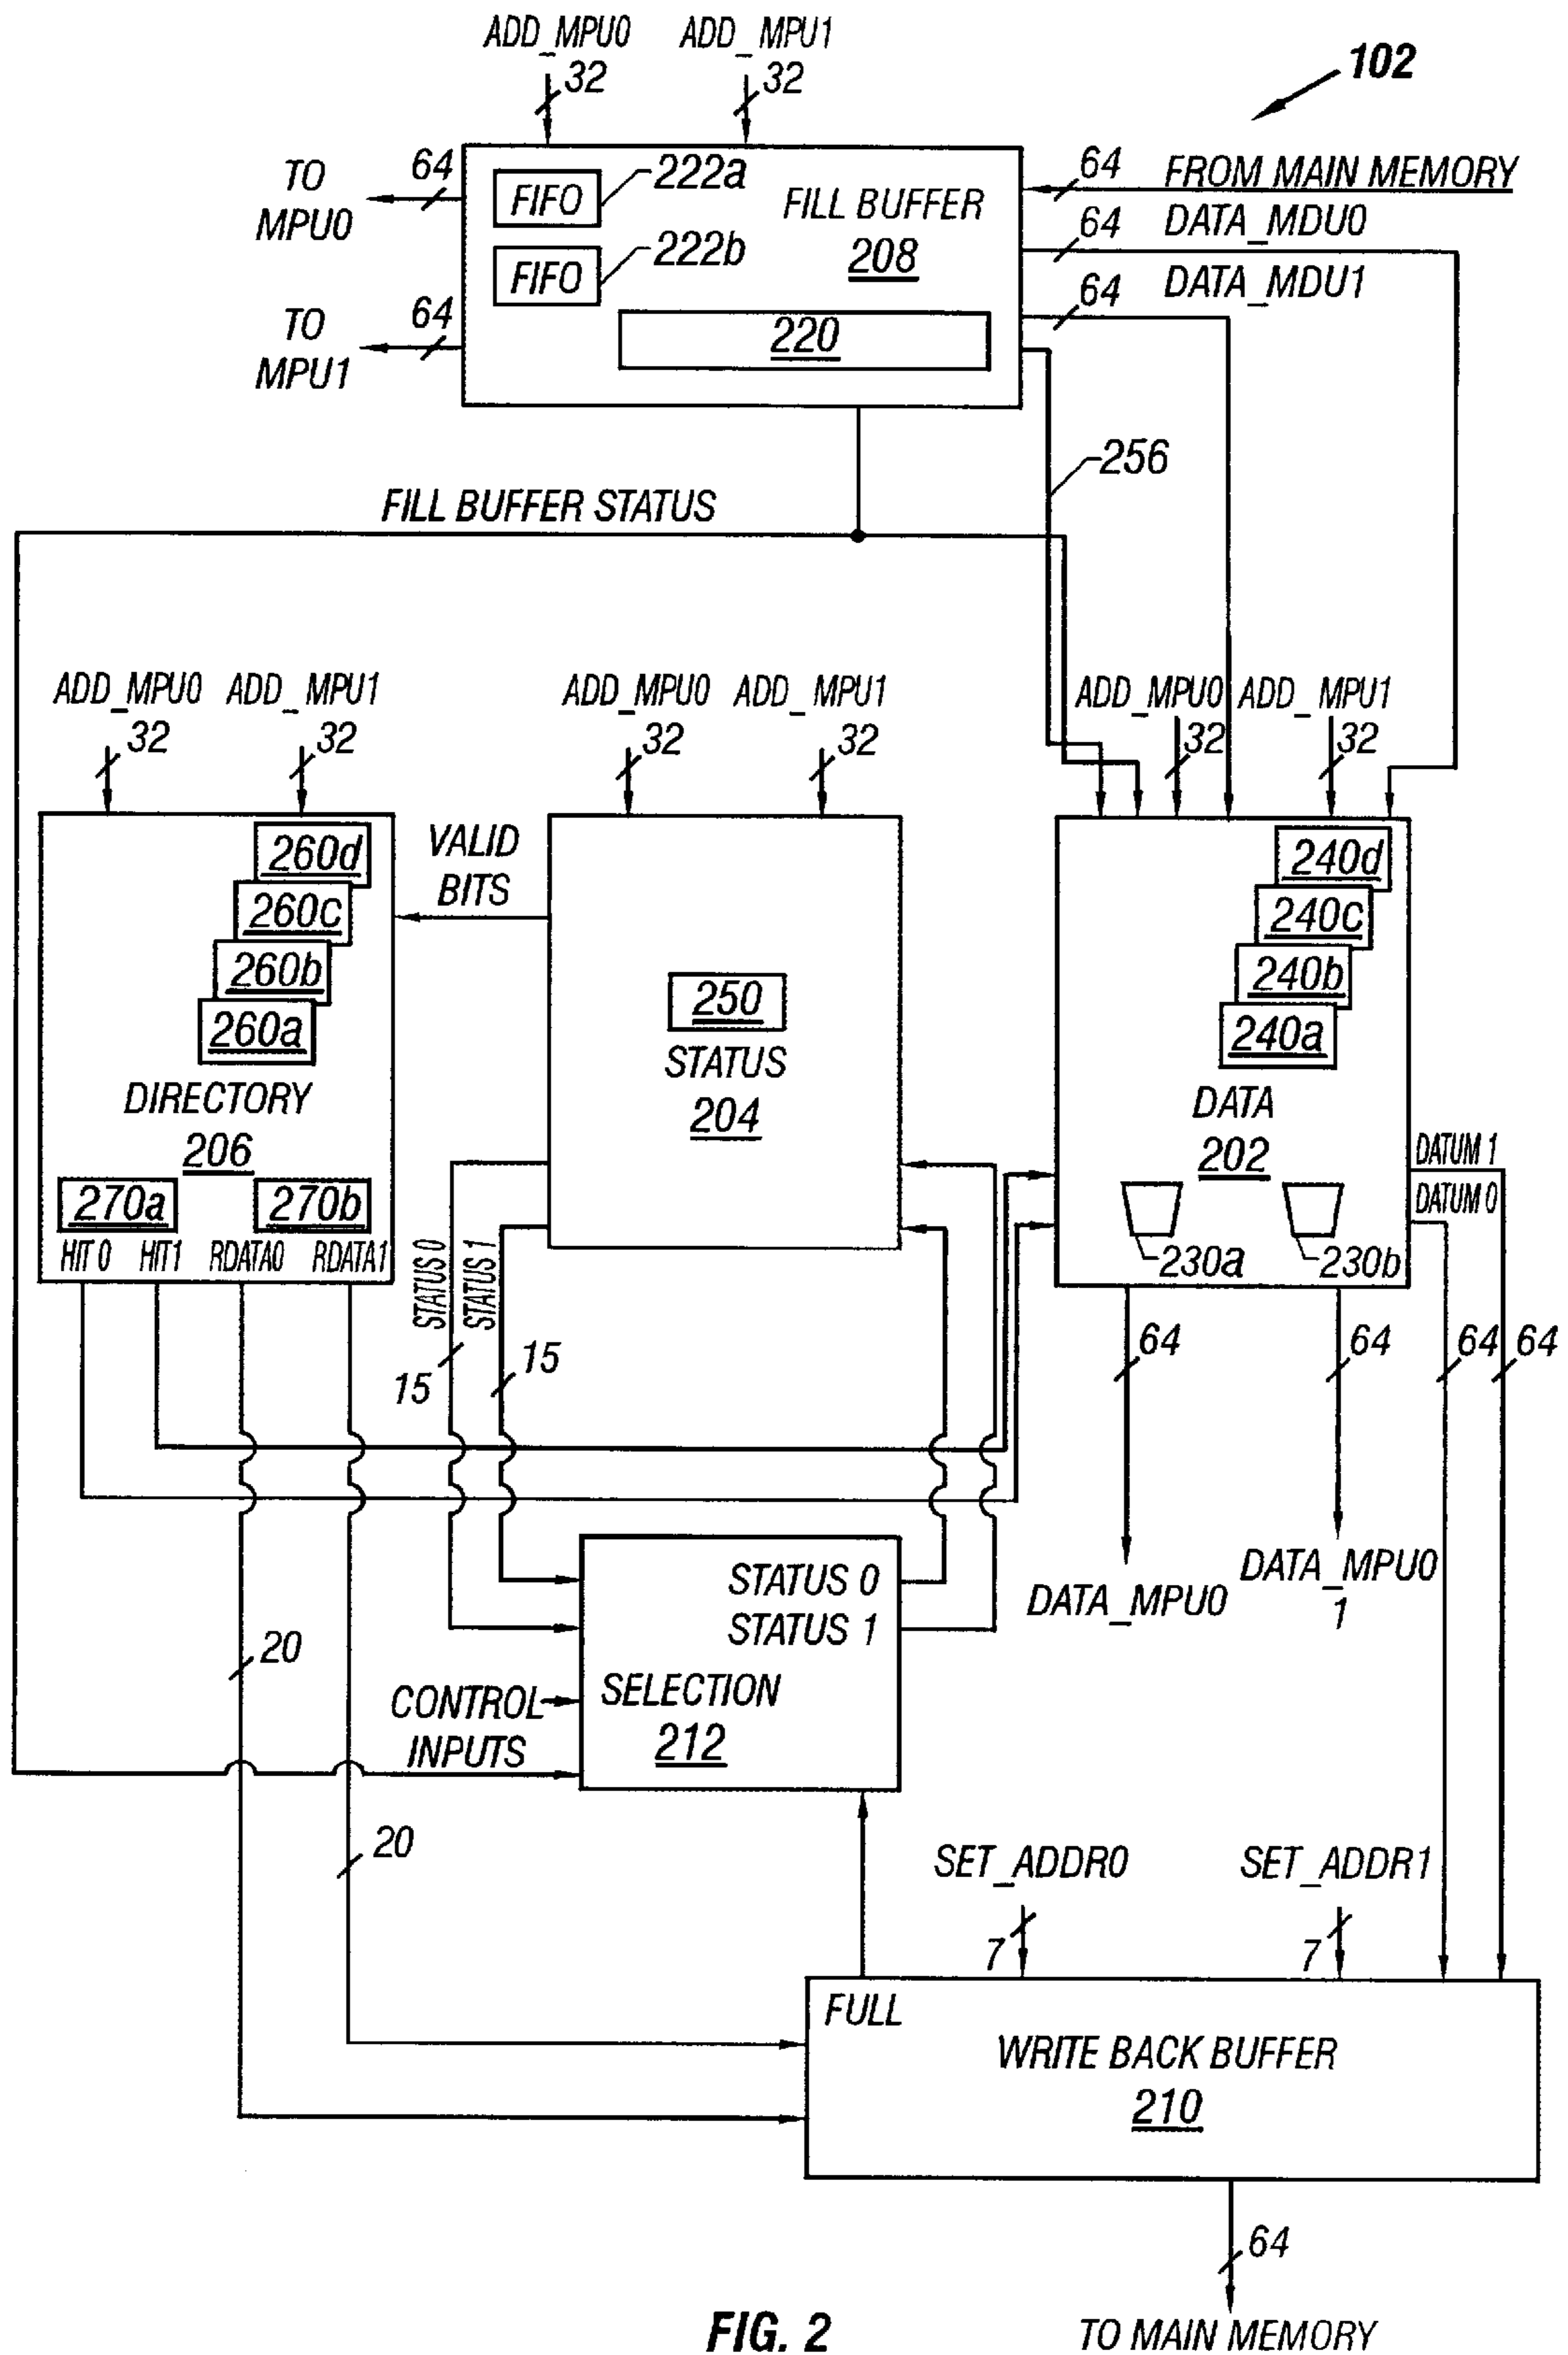 ADD_MPU0 ADD_MPU1
32 32
102
TO MPU0
64
FIFO 222a
FILL BUFFER
208
FIFO 222b
220
TO MPU1
64
64 FROM MAIN MEMORY
64 DATA_MDU0
64 DATA_MDU1
256
FILL BUFFER STATUS
ADD_MPU0 ADD_MPU1
32 32
ADD_MPU0 ADD_MPU1
32 32
ADD_MPU0 ADD_MPU1
32 32
260d
260c
260b
260a
DIRECTORY
206
270a 270b
HIT 0 HIT1 RDATA0 RDATA1
VALID
BITS
250
STATUS
204
STATUS 0
STATUS 1
15 15
240d
240c
240b
240a
DATA
202
230a 230b
DATUM 1
DATUM 0
64 64 64 64
DATA_MPU0
DATA_MPU0
1
STATUS 0
STATUS 1
SELECTION
212
CONTROL
INPUTS
20
20
SET_ADDR0 SET_ADDR1
7 7
FULL
WRITE BACK BUFFER
210
64
TO MAIN MEMORY
FIG. 2